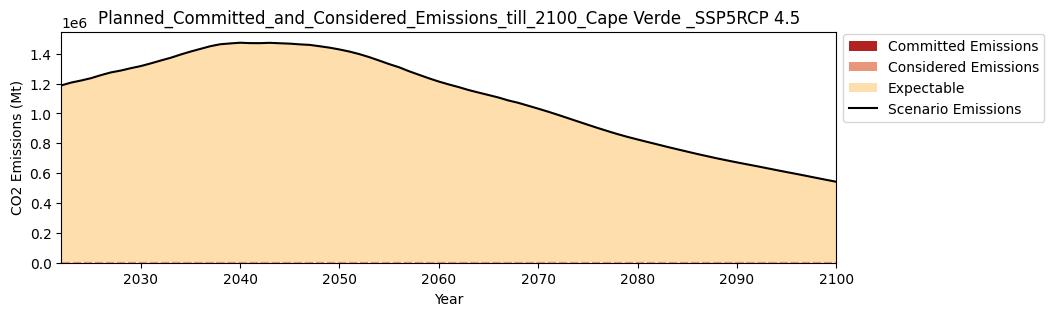 Planned_Committed_and_Considered_Emissions_till_2100_Cape Verde _SSP5RCP 4.5
1e6
Committed Emissions
Considered Emissions
Expectable
Scenario Emissions
CO2 Emissions (Mt)
1.4
1.2
1.0
0.8
0.6
0.4
0.2
0.0
2030 2040 2050 2060 2070 2080 2090 2100
Year